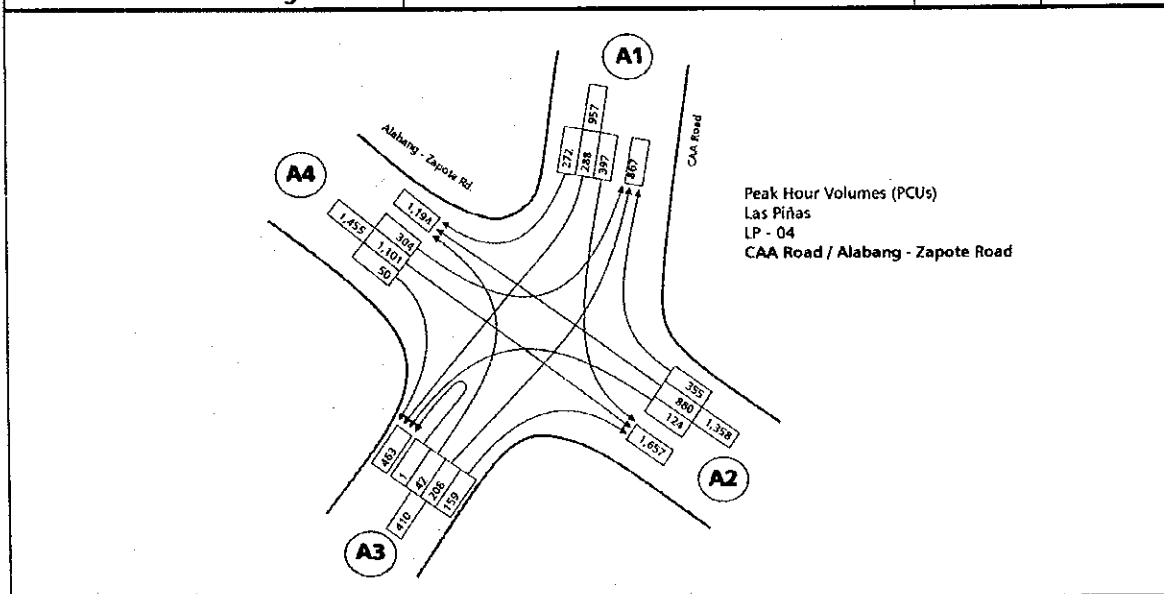 A1
957
272
288
397
867
CAA Road
Alabang - Zapote Rd.
A4
1,194
1,455
304
1,101
50
Peak Hour Volumes (PCUs)
Las Piñas
LP - 04
CAA Road / Alabang - Zapote Road
355
880
124
1,358
1,657
A2
463
1
42
208
159
410
A3